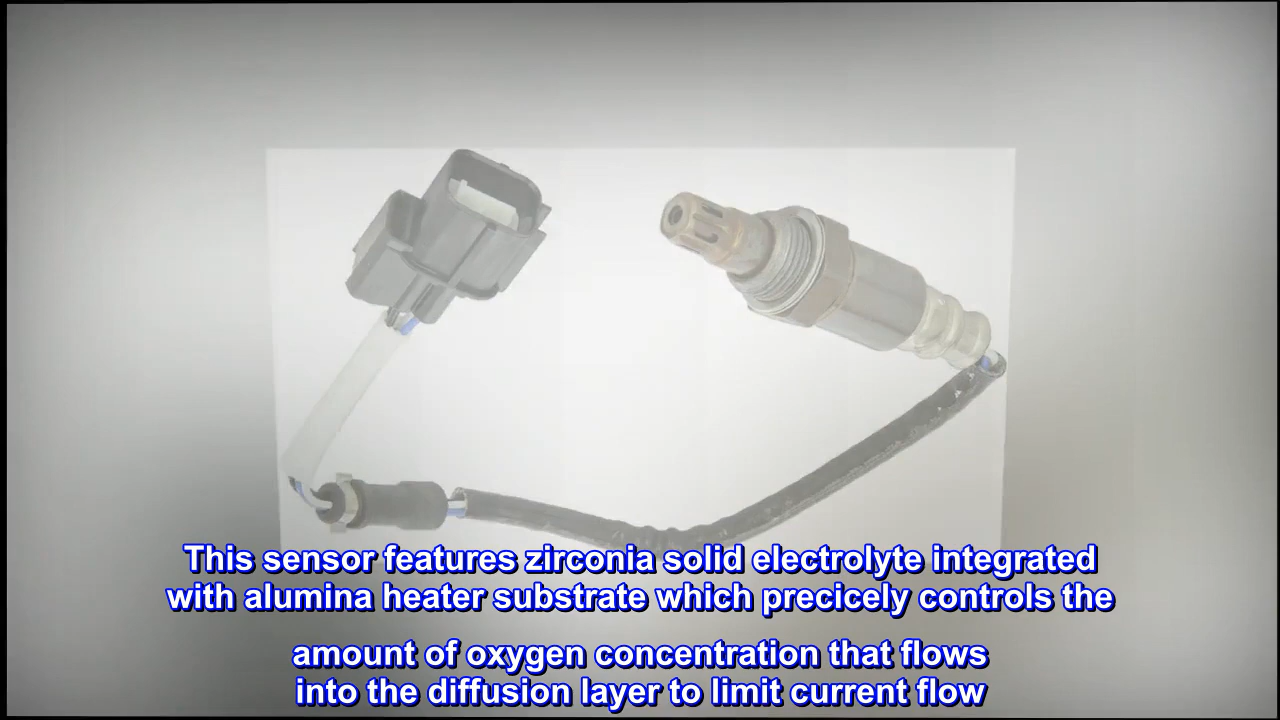 This sensor features zirconia solid electrolyte integrated
with alumina heater substrate which precicely controls the
amount of oxygen concentration that flows
into the diffusion layer to limit current flow